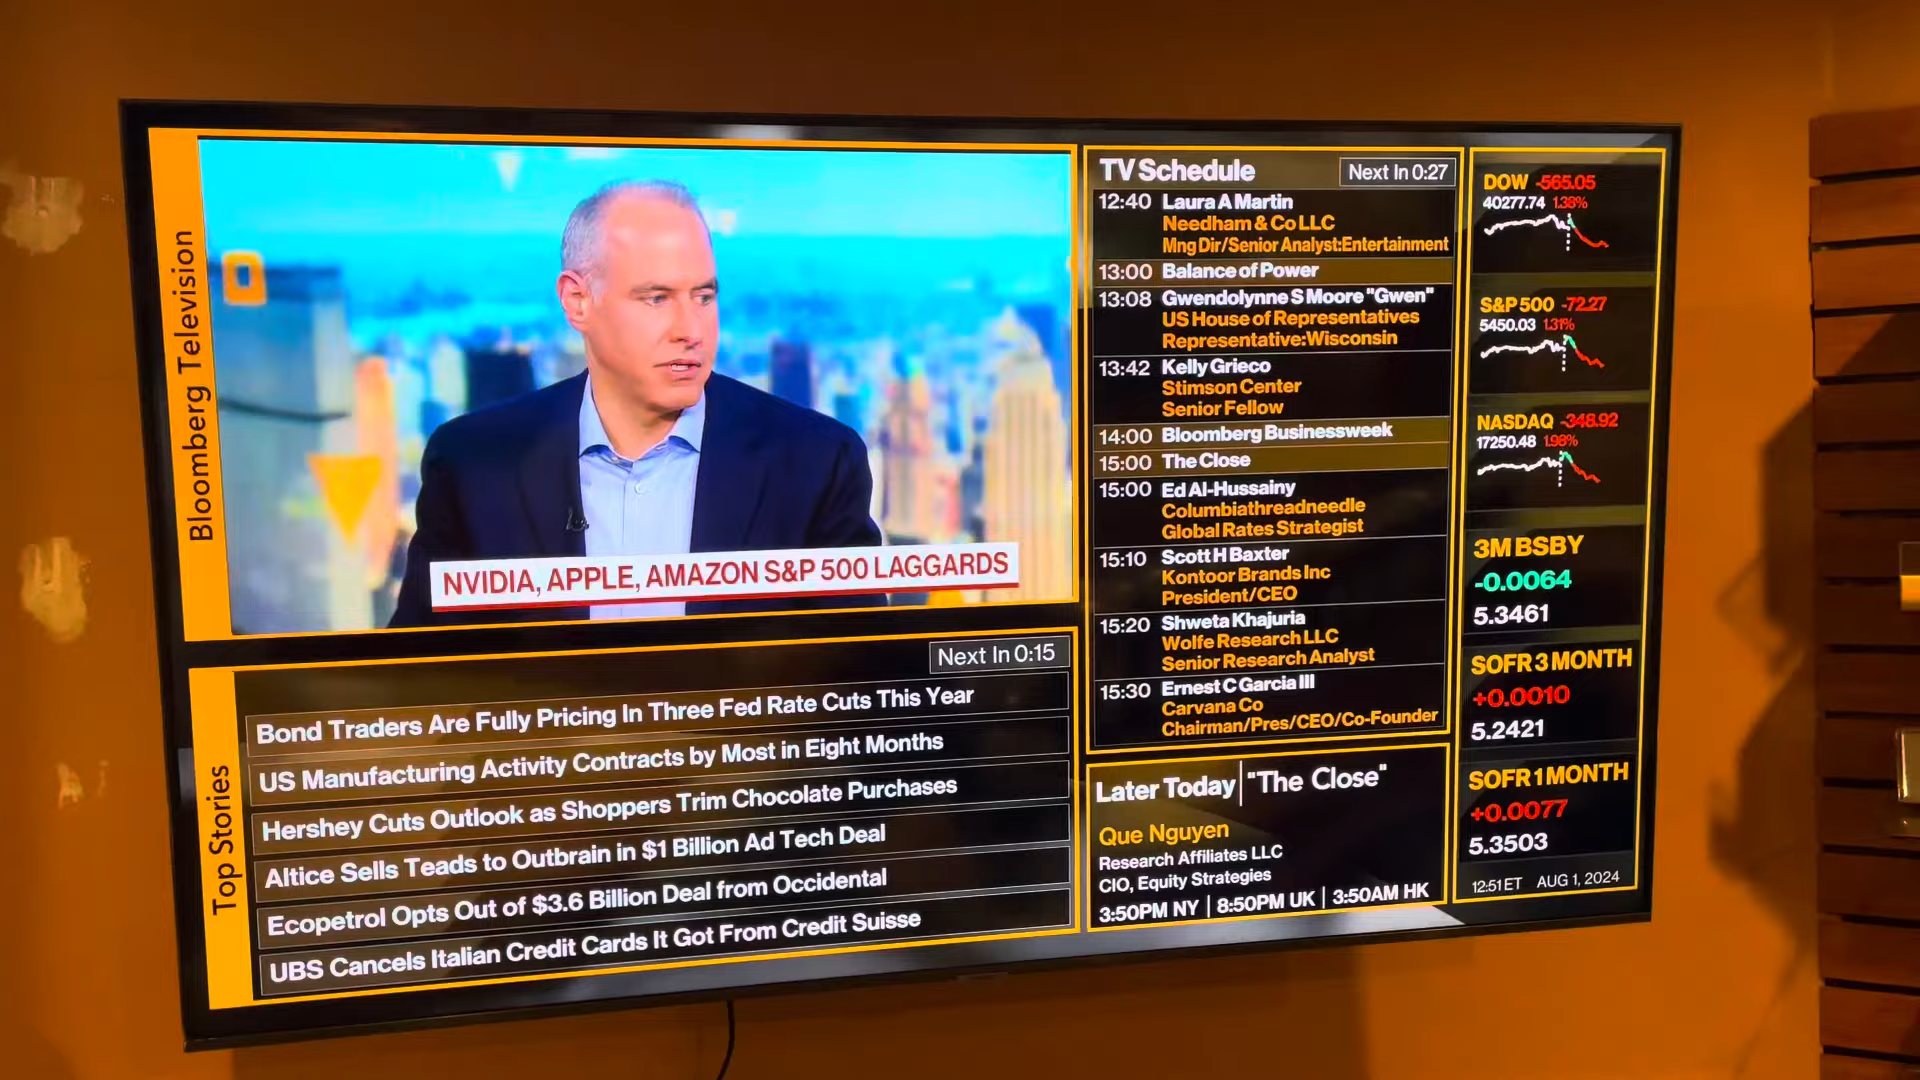 Bloomberg Television
NVIDIA, APPLE, AMAZON S&P 500 LAGGARDS
Top Stories
Next In 0:15
Bond Traders Are Fully Pricing In Three Fed Rate Cuts This Year
US Manufacturing Activity Contracts by Most in Eight Months
Hershey Cuts Outlook as Shoppers Trim Chocolate Purchases
Altice Sells Teads to Outbrain in $1 Billion Ad Tech Deal
Ecopetrol Opts Out of $3.6 Billion Deal from Occidental
UBS Cancels Italian Credit Cards It Got From Credit Suisse
TV Schedule Next In 0:27
12:40 Laura A Martin
Needham & Co LLC
Mng Dir/Senior Analyst:Entertainment
13:00 Balance of Power
13:08 Gwendolynne S Moore "Gwen"
US House of Representatives
Representative:Wisconsin
13:42 Kelly Grieco
Stimson Center
Senior Fellow
14:00 Bloomberg Businessweek
15:00 The Close
15:00 Ed Al-Hussainy
Columbiathreadneedle
Global Rates Strategist
15:10 Scott H Baxter
Kontoor Brands Inc
President/CEO
15:20 Shweta Khajuria
Wolfe Research LLC
Senior Research Analyst
15:30 Ernest C Garcia III
Carvana Co
Chairman/Pres/CEO/Co-Founder
Later Today | "The Close"
Que Nguyen
Research Affiliates LLC
CIO, Equity Strategies
3:50PM NY | 8:50PM UK | 3:50AM HK
DOW -565.05
40277.74 1.38%
S&P 500 -72.27
5450.03 1.31%
NASDAQ -348.92
17250.48 1.98%
3M BSBY
-0.0064
5.3461
SOFR 3 MONTH
+0.0010
5.2421
SOFR 1 MONTH
+0.0077
5.3503
12:51 ET AUG 1, 2024